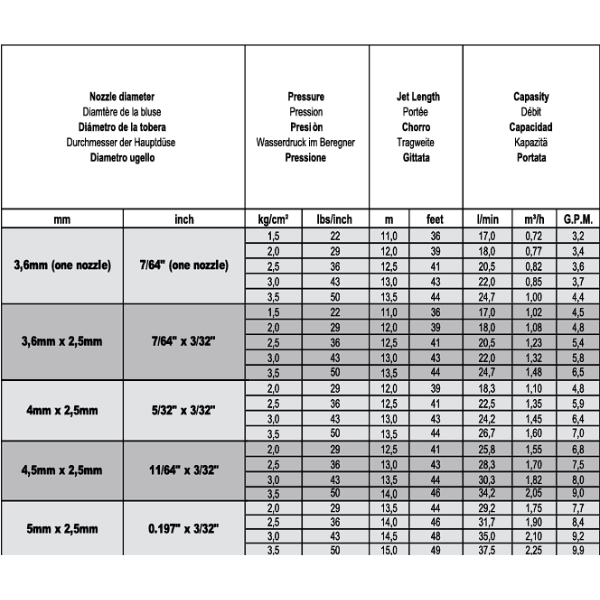 Nozzle diameter Pressure Jet Length Capasity
Diamtère de la bluse Pression Portée Débit
Diámetro de la tobera Presiòn Chorro Capacidad
Durchmesser der Hauptdüse Wasserdruck im Beregner Tragweite Kapazitä
Diametro ugello Pressione Gittata Portata
mm inch kg/cm² lbs/inch m feet l/min m³/h G.P.M.
3,6mm (one nozzle) 7/64" (one nozzle)
1,5 22 11,0 36 17,0 0,72 3,2
2,0 29 12,0 39 18,0 0,77 3,4
2,5 36 12,5 41 20,5 0,82 3,6
3,0 43 13,0 43 22,0 0,85 3,7
3,5 50 13,5 44 24,7 1,00 4,4
3,6mm x 2,5mm 7/64" x 3/32"
1,5 22 11,0 36 17,0 1,02 4,5
2,0 29 12,0 39 18,0 1,08 4,8
2,5 36 12,5 41 20,5 1,23 5,4
3,0 43 13,0 43 22,0 1,32 5,8
3,5 50 13,5 44 24,7 1,48 6,5
4mm x 2,5mm 5/32" x 3/32"
2,0 29 12,0 39 18,3 1,10 4,8
2,5 36 12,5 41 22,5 1,35 5,9
3,0 43 13,0 43 24,2 1,45 6,4
3,5 50 13,5 44 26,7 1,60 7,0
4,5mm x 2,5mm 11/64" x 3/32"
2,0 29 12,5 41 25,8 1,55 6,8
2,5 36 13,0 43 28,3 1,70 7,5
3,0 43 13,5 44 30,3 1,82 8,0
3,5 50 14,0 46 34,2 2,05 9,0
5mm x 2,5mm 0.197" x 3/32"
2,0 29 13,5 44 29,2 1,75 7,7
2,5 36 14,0 46 31,7 1,90 8,4
3,0 43 14,5 48 35,0 2,10 9,2
3,5 50 15,0 49 37,5 2,25 9,9